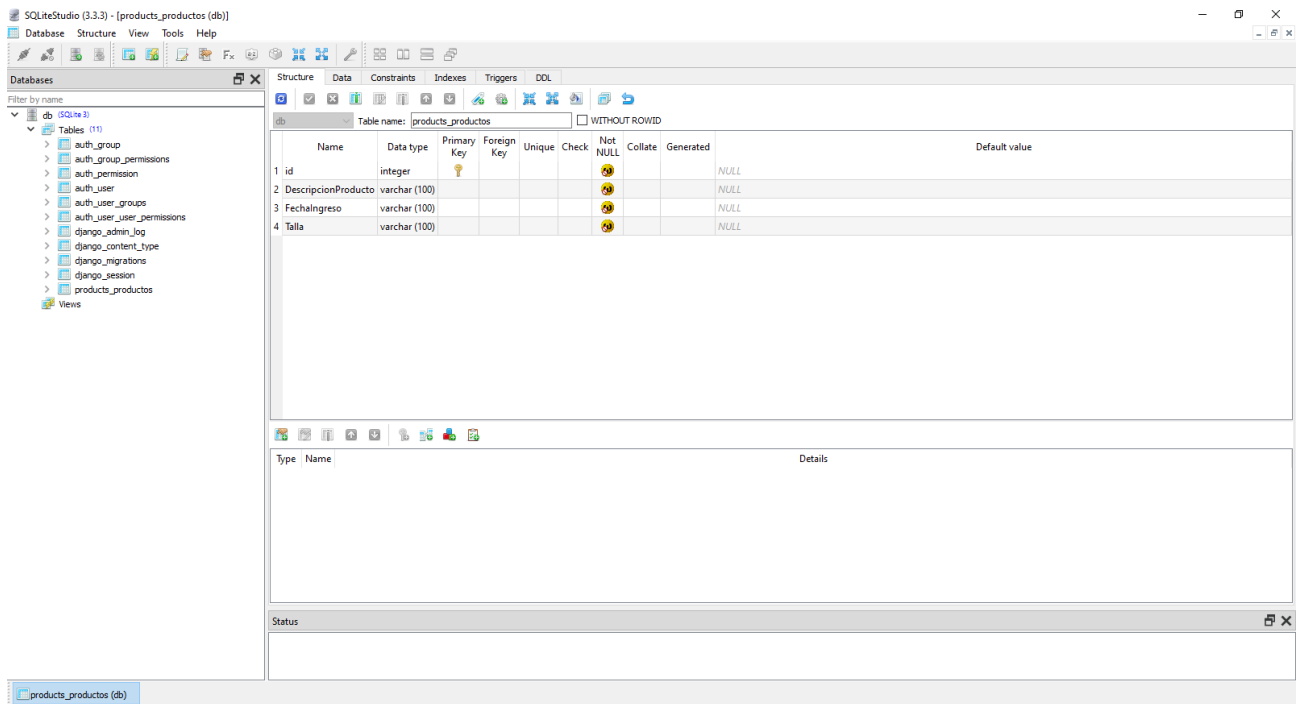 SQLiteStudio (3.3.3) - [products_productos (db)]
Database Structure View Tools Help
Databases
Filter by name
db (SQLite 3)
Tables (11)
auth_group
auth_group_permissions
auth_permission
auth_user
auth_user_groups
auth_user_user_permissions
django_admin_log
django_content_type
django_migrations
django_session
products_productos
Views
Structure Data Constraints Indexes Triggers DDL
db Table name: products_productos WITHOUT ROWID
Name Data type Primary Key Foreign Key Unique Check Not NULL Collate Generated Default value
1 id integer NULL
2 DescripcionProducto varchar (100) NULL
3 FechaIngreso varchar (100) NULL
4 Talla varchar (100) NULL
Type Name Details
Status
products_productos (db)